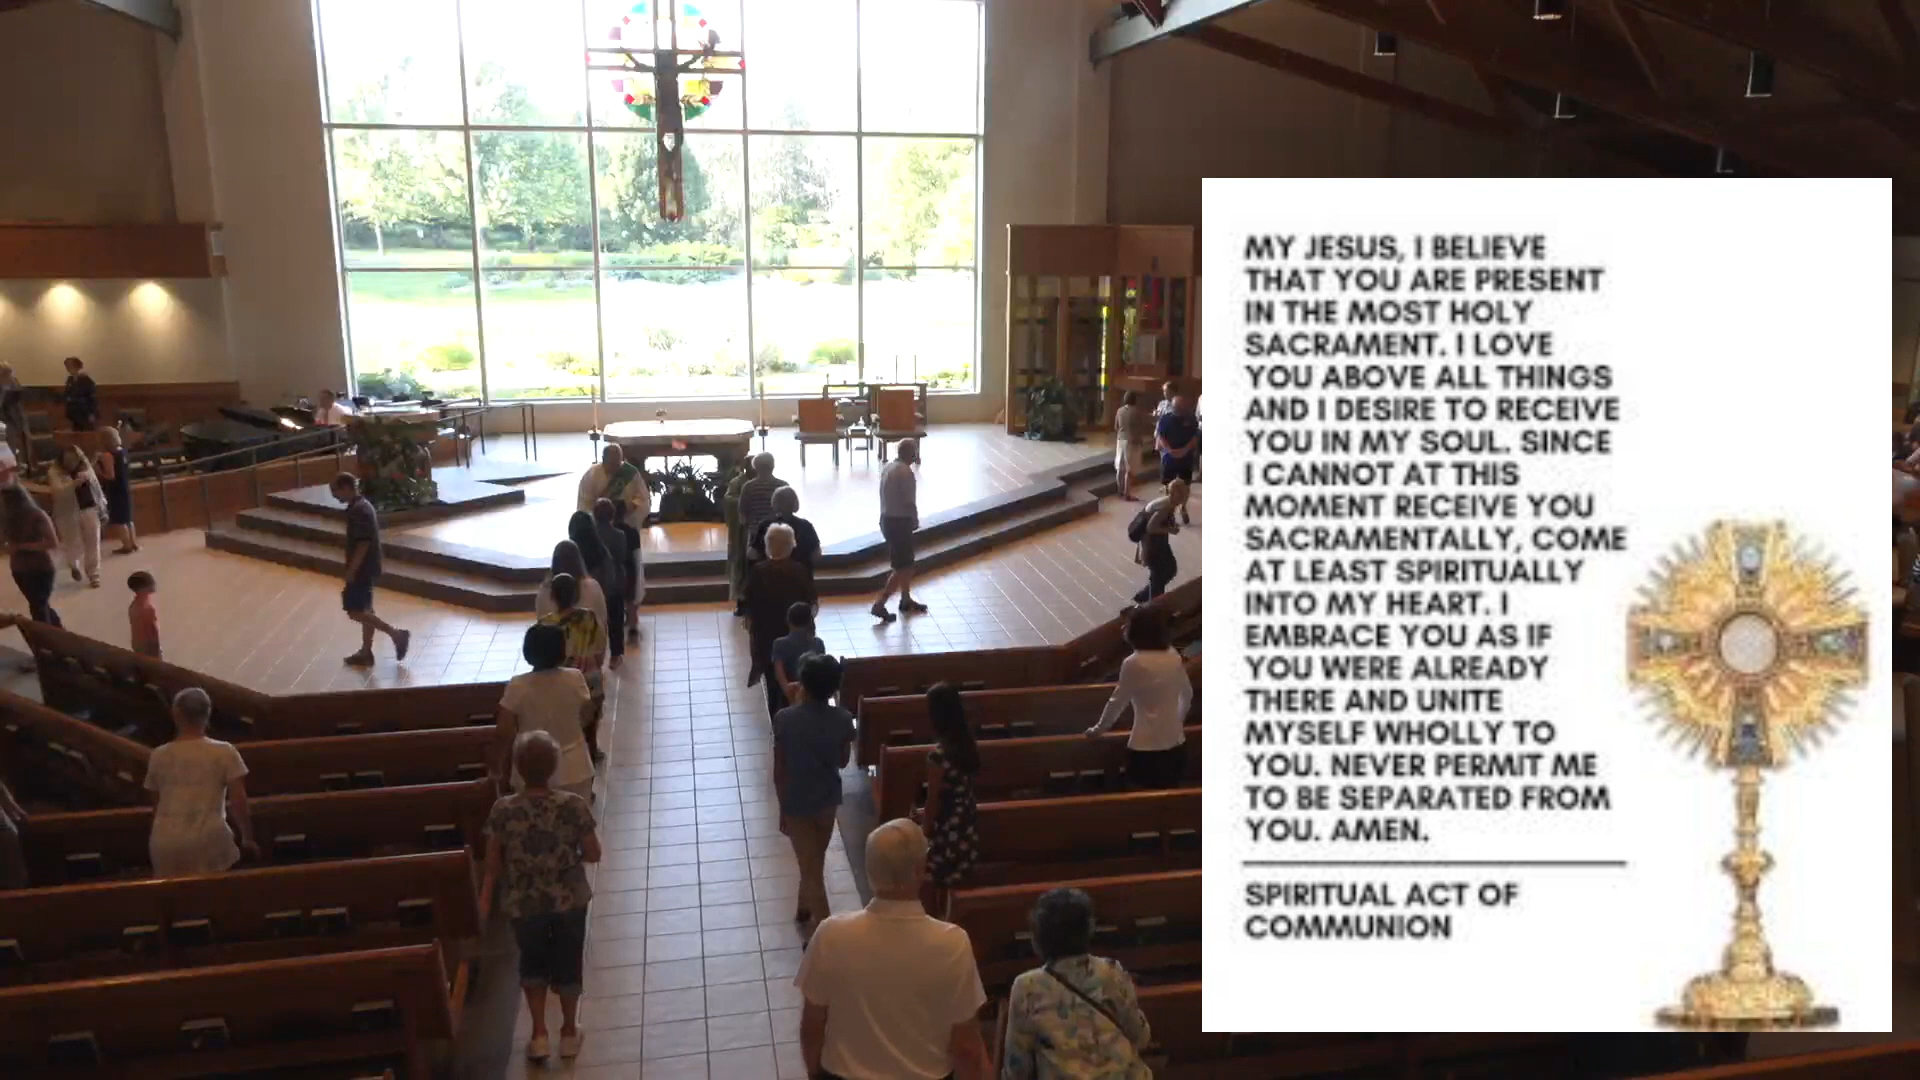 MY JESUS, I BELIEVE
THAT YOU ARE PRESENT
IN THE MOST HOLY
SACRAMENT. I LOVE
YOU ABOVE ALL THINGS
AND I DESIRE TO RECEIVE
YOU IN MY SOUL. SINCE
I CANNOT AT THIS
MOMENT RECEIVE YOU
SACRAMENTALLY, COME
AT LEAST SPIRITUALLY
INTO MY HEART. I
EMBRACE YOU AS IF
YOU WERE ALREADY
THERE AND UNITE
MYSELF WHOLLY TO
YOU. NEVER PERMIT ME
TO BE SEPARATED FROM
YOU. AMEN.
SPIRITUAL ACT OF
COMMUNION